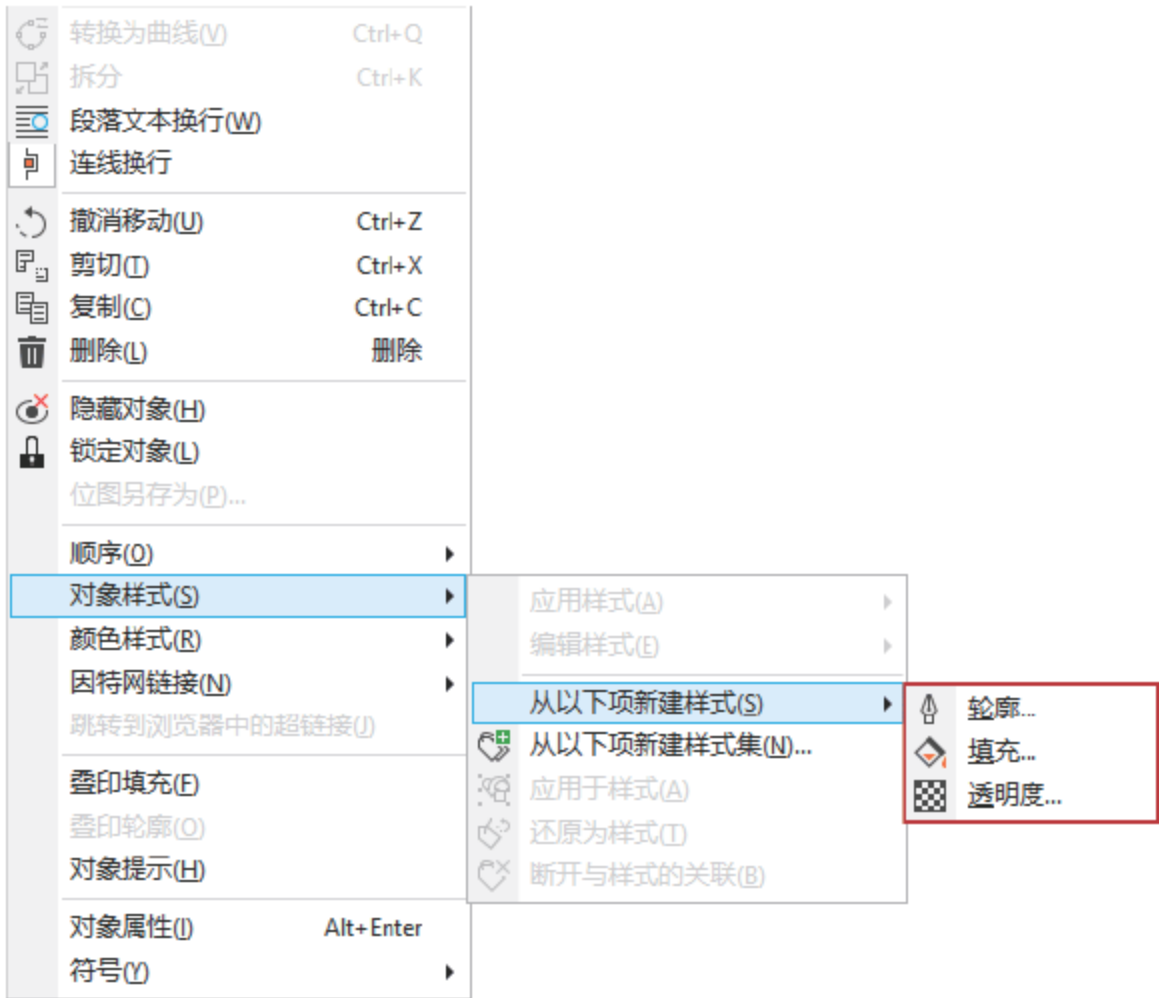 转换为曲线(V) Ctrl+Q
拆分 Ctrl+K
段落文本换行(W)
连线换行
撤消移动(U) Ctrl+Z
剪切(T) Ctrl+X
复制(C) Ctrl+C
删除(L) 删除
隐藏对象(H)
锁定对象(L)
位图另存为(P)...
顺序(O)
对象样式(S)
颜色样式(R)
因特网链接(N)
跳转到浏览器中的超链接(J)
叠印填充(F)
叠印轮廓(O)
对象提示(H)
对象属性(I) Alt+Enter
符号(Y)
应用样式(A)
编辑样式(E)
从以下项新建样式(S)
从以下项新建样式集(N)...
应用于样式(A)
还原为样式(T)
断开与样式的关联(B)
轮廓...
填充...
透明度...